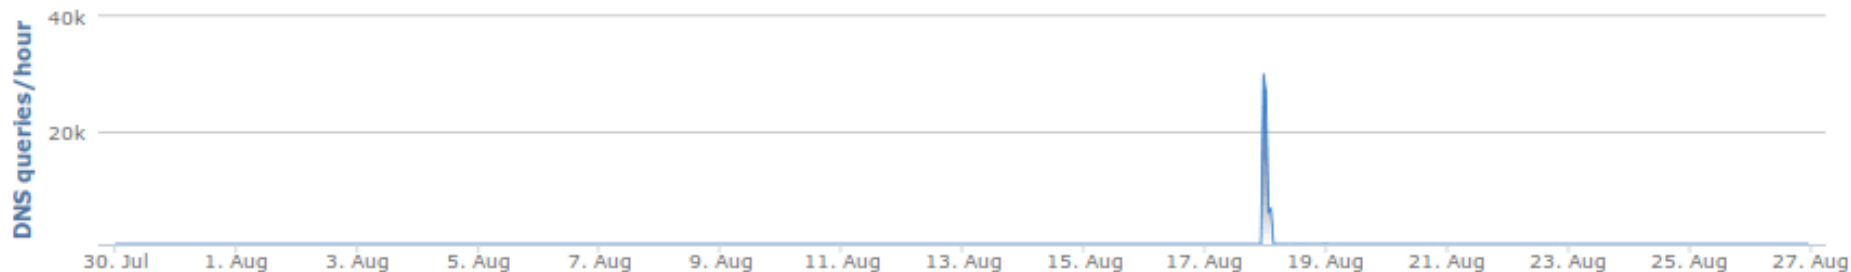 40k
DNS queries/hour
20k
30. Jul 1. Aug 3. Aug 5. Aug 7. Aug 9. Aug 11. Aug 13. Aug 15. Aug 17. Aug 19. Aug 21. Aug 23. Aug 25. Aug 27. Aug